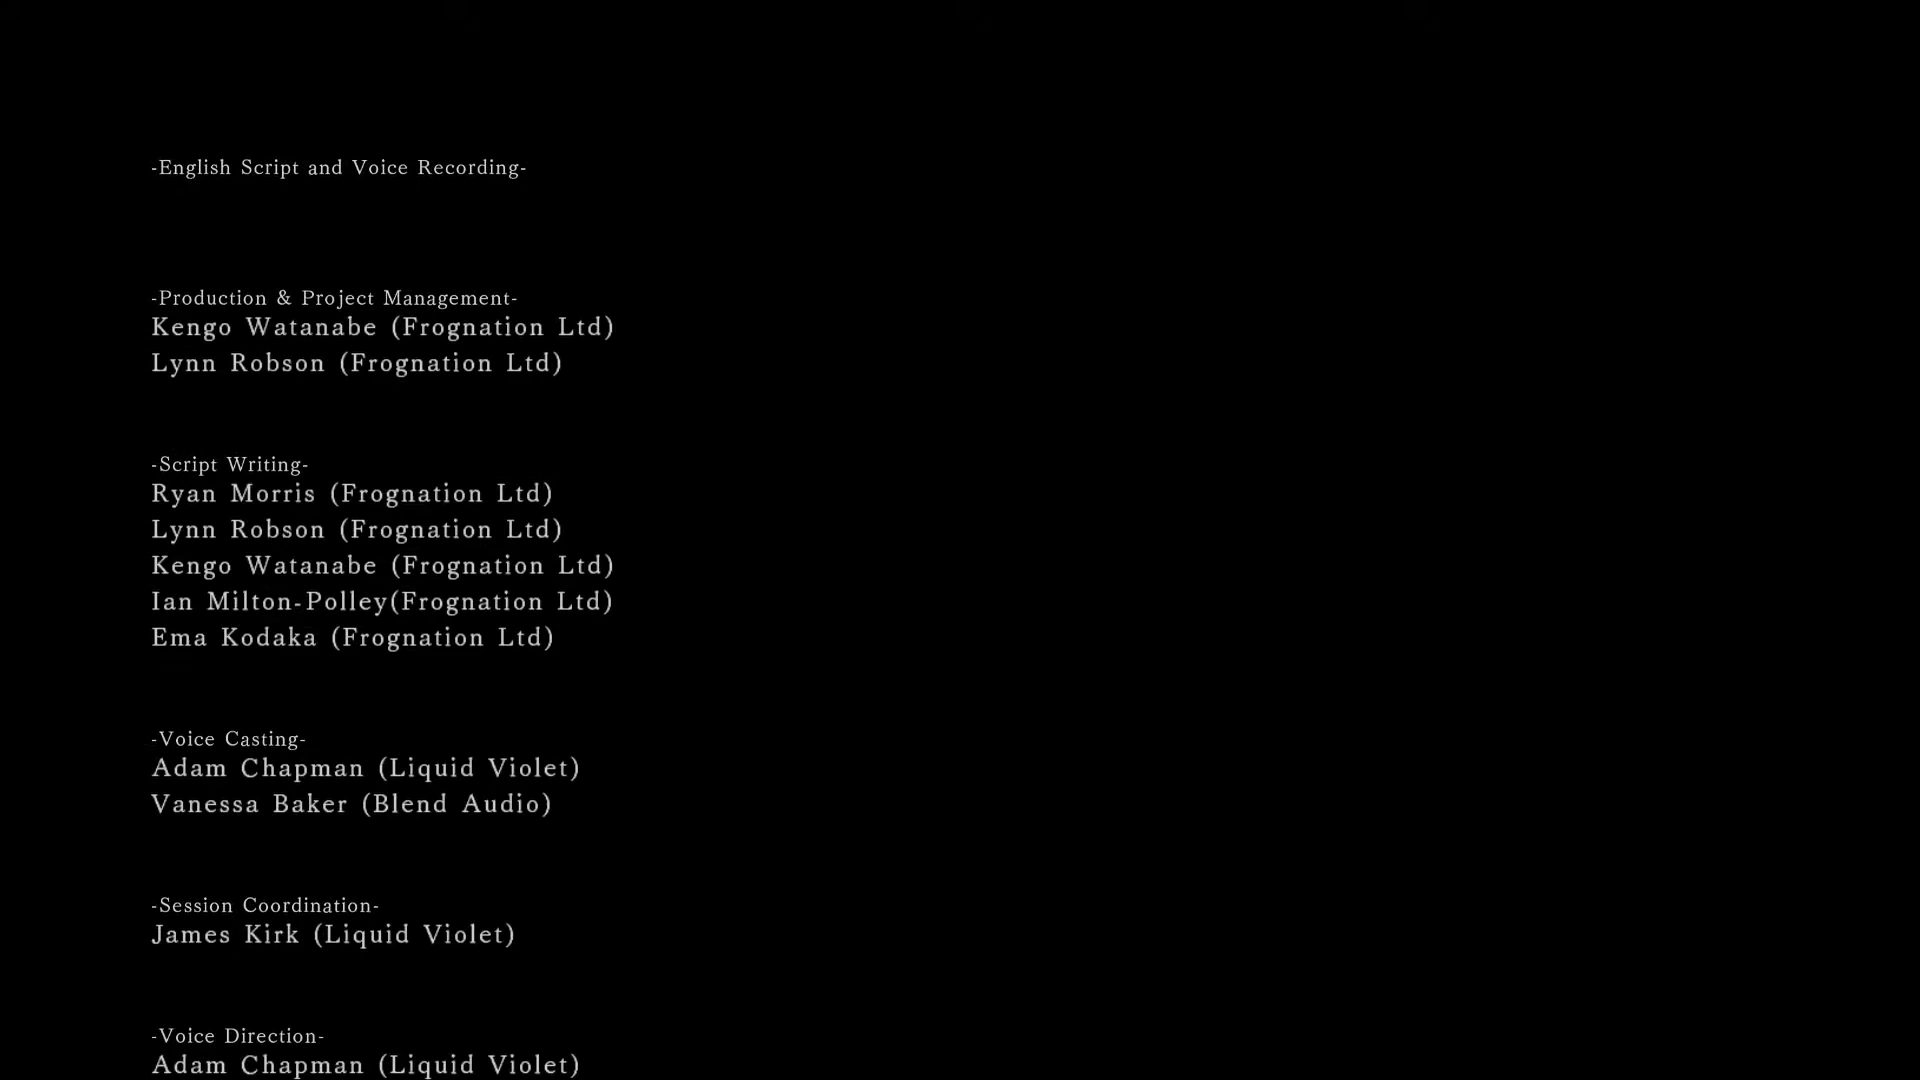 -English Script and Voice Recording-
-Production & Project Management-
Kengo Watanabe (Frognation Ltd)
Lynn Robson (Frognation Ltd)
-Script Writing-
Ryan Morris (Frognation Ltd)
Lynn Robson (Frognation Ltd)
Kengo Watanabe (Frognation Ltd)
Ian Milton-Polley(Frognation Ltd)
Ema Kodaka (Frognation Ltd)
-Voice Casting-
Adam Chapman (Liquid Violet)
Vanessa Baker (Blend Audio)
-Session Coordination-
James Kirk (Liquid Violet)
-Voice Direction-
Adam Chapman (Liquid Violet)